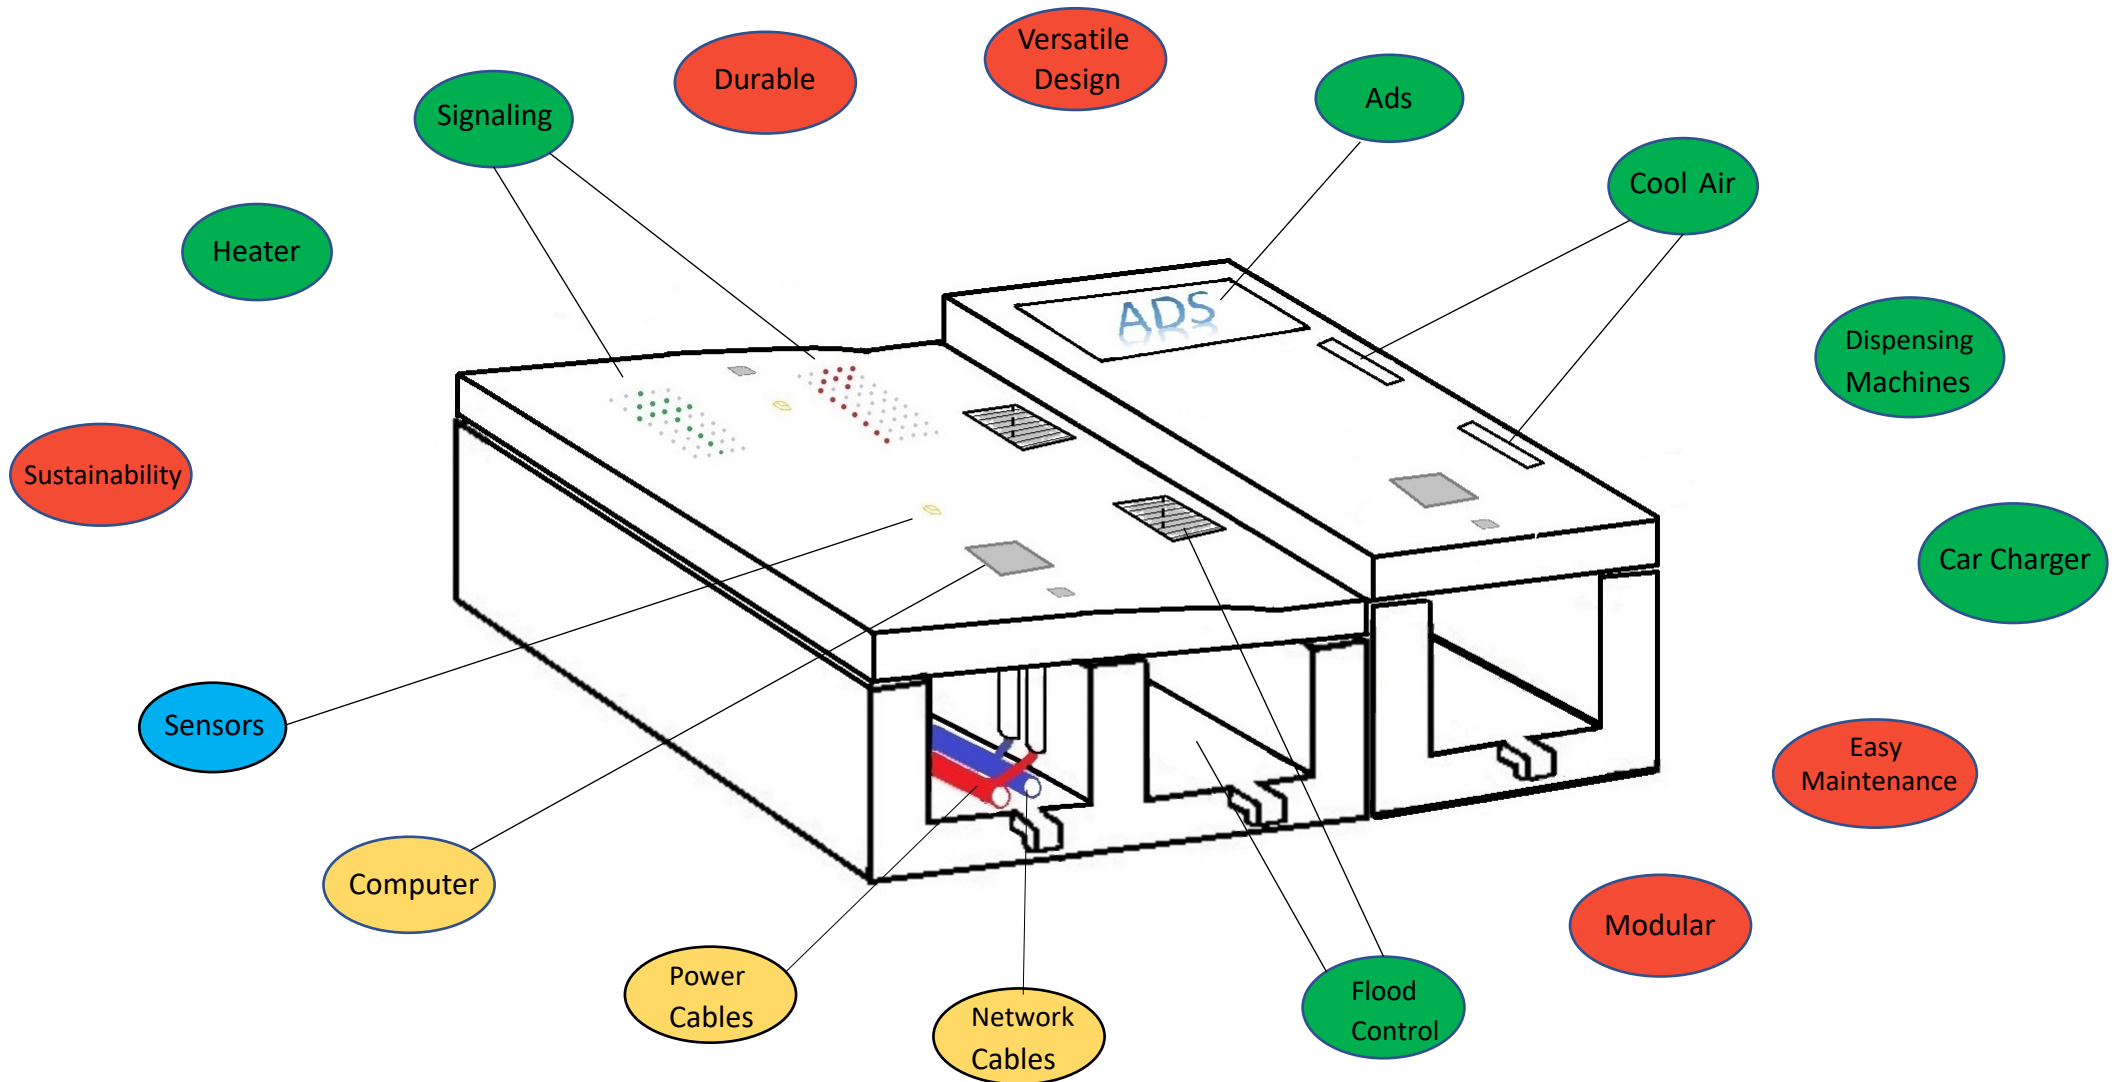 Versatile
Design
Durable
Ads
Signaling
Cool Air
Heater
ADS
Dispensing
Machines
Sustainability
Car Charger
Sensors
Easy
Maintenance
Computer
Modular
Power
Cables
Network
Cables
Flood
Control